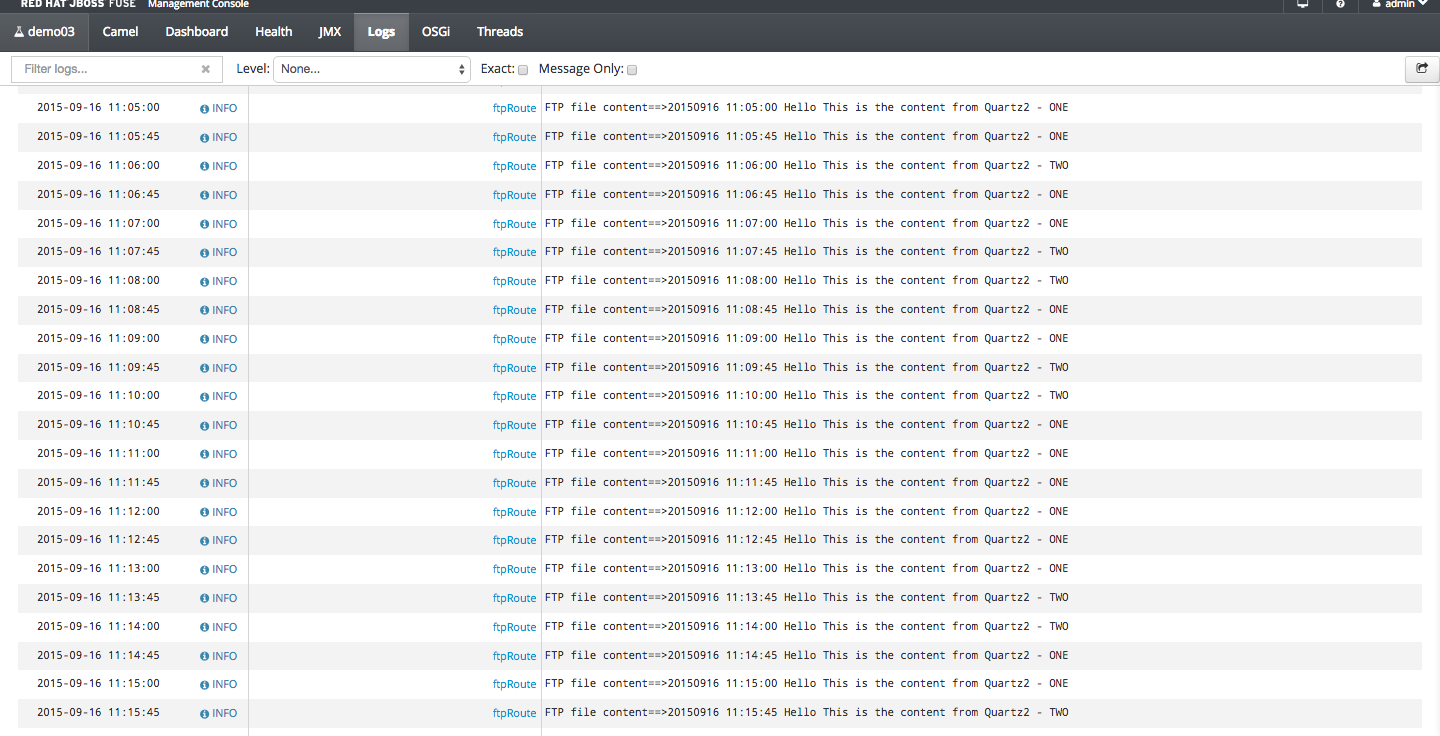 RED HAT JBOSS FUSE Management Console admin
demo03 Camel Dashboard Health JMX Logs OSGi Threads
Filter logs... Level: None... Exact: Message Only:
2015-09-16 11:05:00 INFO ftpRoute FTP file content==>20150916 11:05:00 Hello This is the content from Quartz2 - ONE
2015-09-16 11:05:45 INFO ftpRoute FTP file content==>20150916 11:05:45 Hello This is the content from Quartz2 - ONE
2015-09-16 11:06:00 INFO ftpRoute FTP file content==>20150916 11:06:00 Hello This is the content from Quartz2 - TWO
2015-09-16 11:06:45 INFO ftpRoute FTP file content==>20150916 11:06:45 Hello This is the content from Quartz2 - ONE
2015-09-16 11:07:00 INFO ftpRoute FTP file content==>20150916 11:07:00 Hello This is the content from Quartz2 - ONE
2015-09-16 11:07:45 INFO ftpRoute FTP file content==>20150916 11:07:45 Hello This is the content from Quartz2 - TWO
2015-09-16 11:08:00 INFO ftpRoute FTP file content==>20150916 11:08:00 Hello This is the content from Quartz2 - TWO
2015-09-16 11:08:45 INFO ftpRoute FTP file content==>20150916 11:08:45 Hello This is the content from Quartz2 - ONE
2015-09-16 11:09:00 INFO ftpRoute FTP file content==>20150916 11:09:00 Hello This is the content from Quartz2 - ONE
2015-09-16 11:09:45 INFO ftpRoute FTP file content==>20150916 11:09:45 Hello This is the content from Quartz2 - TWO
2015-09-16 11:10:00 INFO ftpRoute FTP file content==>20150916 11:10:00 Hello This is the content from Quartz2 - TWO
2015-09-16 11:10:45 INFO ftpRoute FTP file content==>20150916 11:10:45 Hello This is the content from Quartz2 - ONE
2015-09-16 11:11:00 INFO ftpRoute FTP file content==>20150916 11:11:00 Hello This is the content from Quartz2 - ONE
2015-09-16 11:11:45 INFO ftpRoute FTP file content==>20150916 11:11:45 Hello This is the content from Quartz2 - ONE
2015-09-16 11:12:00 INFO ftpRoute FTP file content==>20150916 11:12:00 Hello This is the content from Quartz2 - ONE
2015-09-16 11:12:45 INFO ftpRoute FTP file content==>20150916 11:12:45 Hello This is the content from Quartz2 - ONE
2015-09-16 11:13:00 INFO ftpRoute FTP file content==>20150916 11:13:00 Hello This is the content from Quartz2 - ONE
2015-09-16 11:13:45 INFO ftpRoute FTP file content==>20150916 11:13:45 Hello This is the content from Quartz2 - TWO
2015-09-16 11:14:00 INFO ftpRoute FTP file content==>20150916 11:14:00 Hello This is the content from Quartz2 - TWO
2015-09-16 11:14:45 INFO ftpRoute FTP file content==>20150916 11:14:45 Hello This is the content from Quartz2 - ONE
2015-09-16 11:15:00 INFO ftpRoute FTP file content==>20150916 11:15:00 Hello This is the content from Quartz2 - ONE
2015-09-16 11:15:45 INFO ftpRoute FTP file content==>20150916 11:15:45 Hello This is the content from Quartz2 - TWO